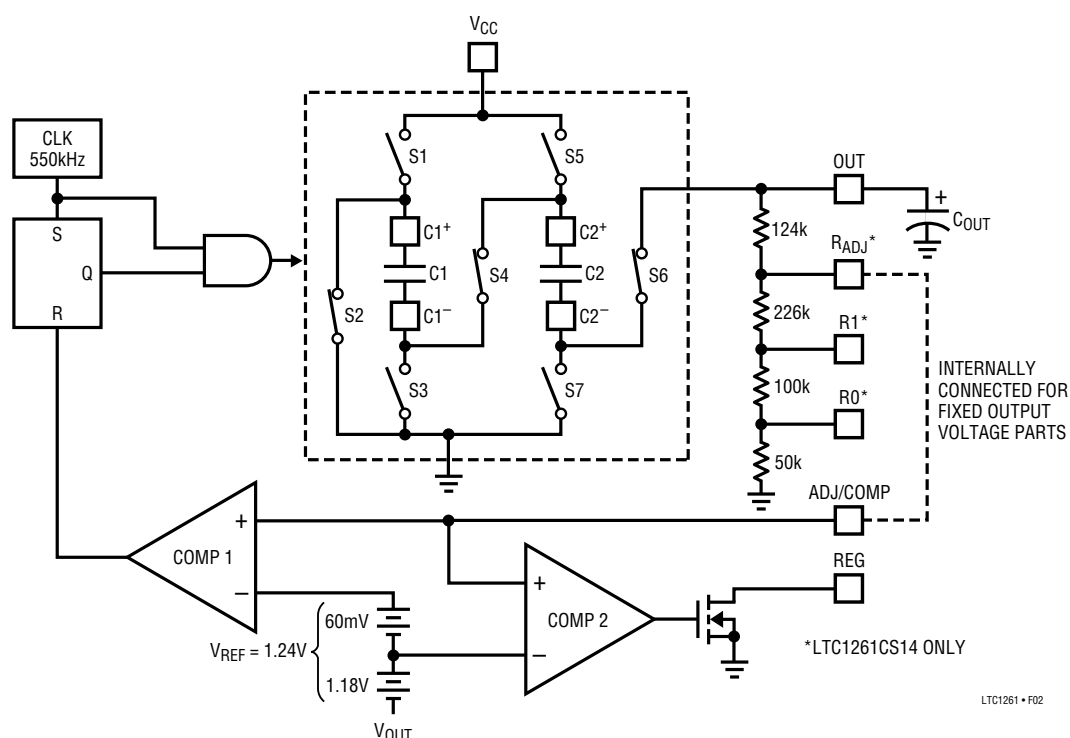 VCC
CLK
550kHz
S
Q
R
S1
S5
C1+
C2+
C1
C2
S2
S4
S6
C1−
C2−
S3
S7
OUT
+
COUT
124k
RADJ*
226k
R1*
100k
R0*
50k
INTERNALLY
CONNECTED FOR
FIXED OUTPUT
VOLTAGE PARTS
ADJ/COMP
+
COMP 1
−
REG
+
COMP 2
−
60mV
VREF = 1.24V
1.18V
VOUT
*LTC1261CS14 ONLY
LTC1261 • F02